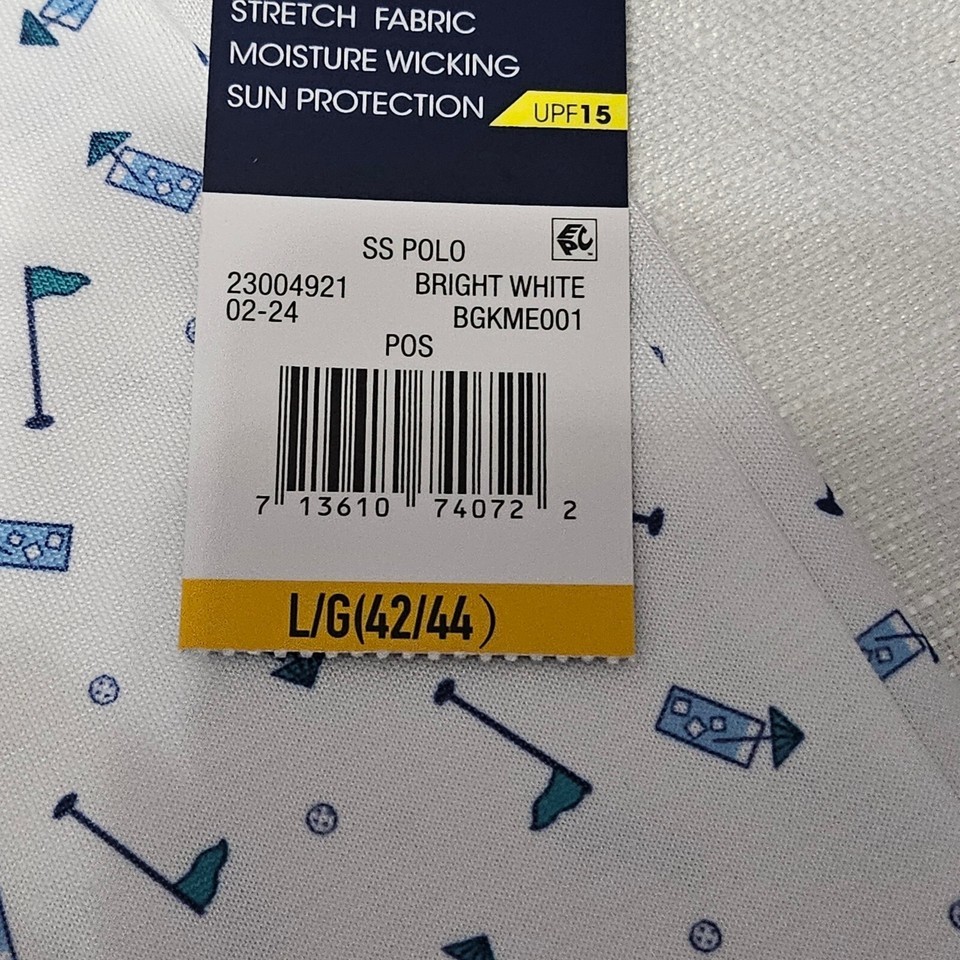 STRETCH FABRIC
MOISTURE WICKING
SUN PROTECTION UPF15
SS POLO EPC™
23004921 BRIGHT WHITE
02-24 BGKME001
POS
7 13610 74072 2
L/G(42/44)